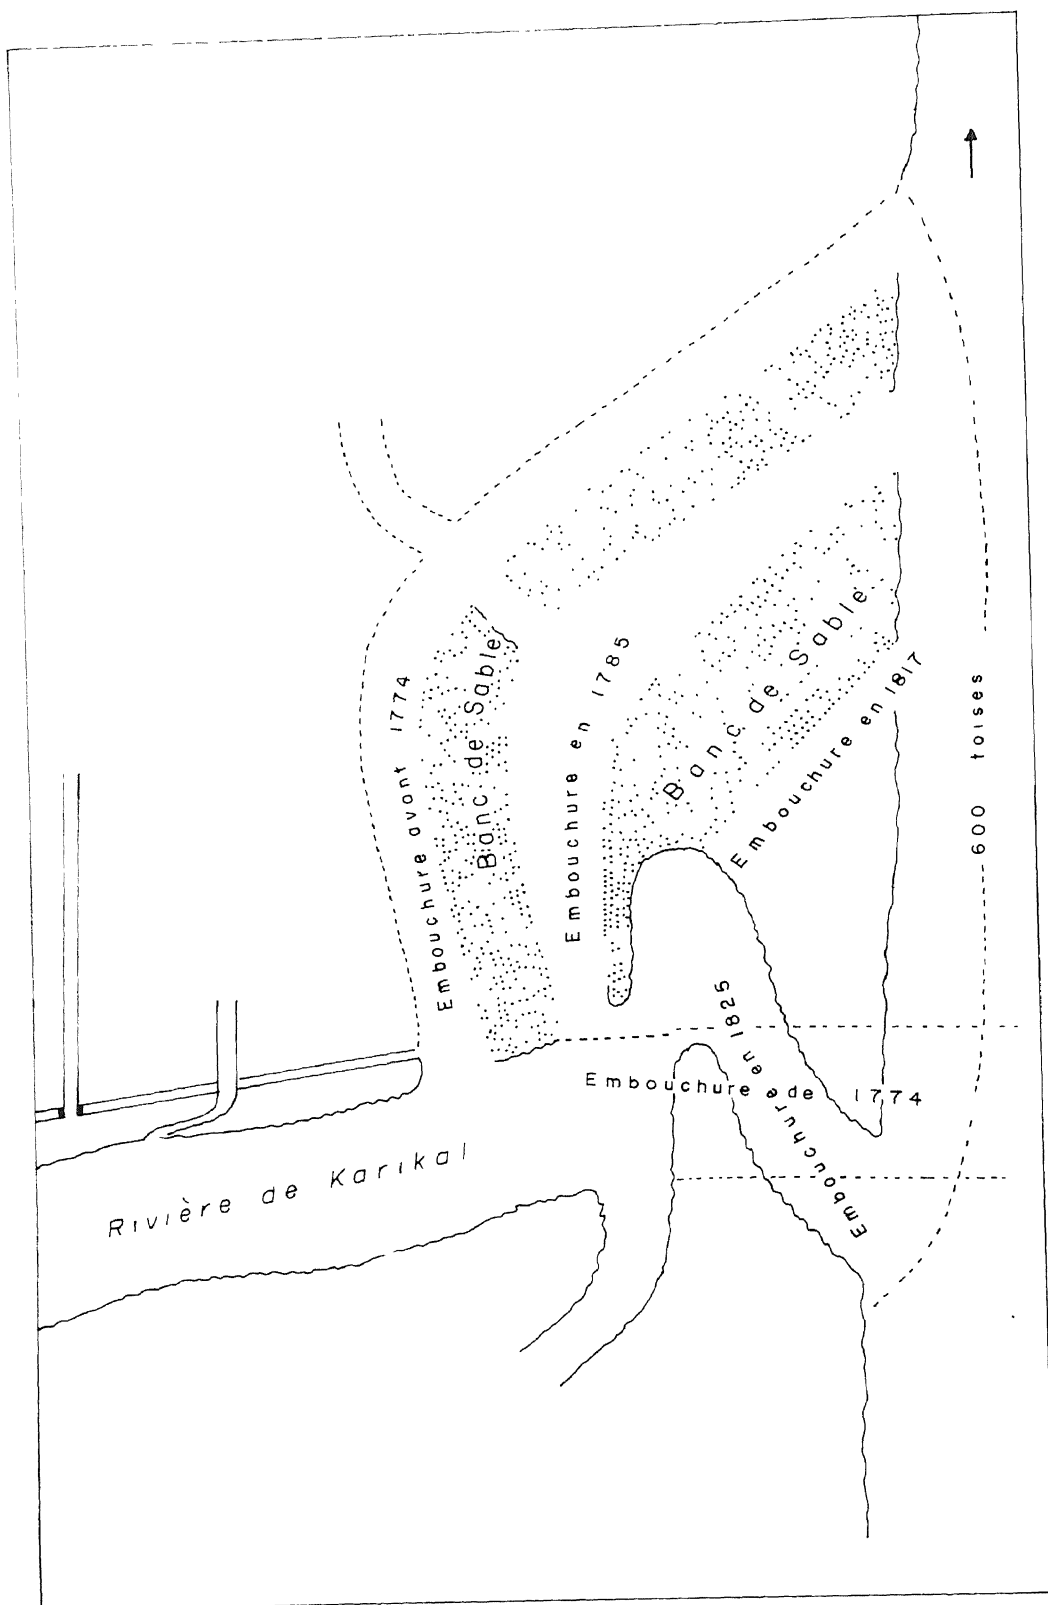 Embouchure avant 1774
Banc de Sable
Embouchure en 1785
Banc de Sable
Embouchure en 1817
600 toises
Embouchure en 1825
Embouchure de 1774
Rivière de Karikal